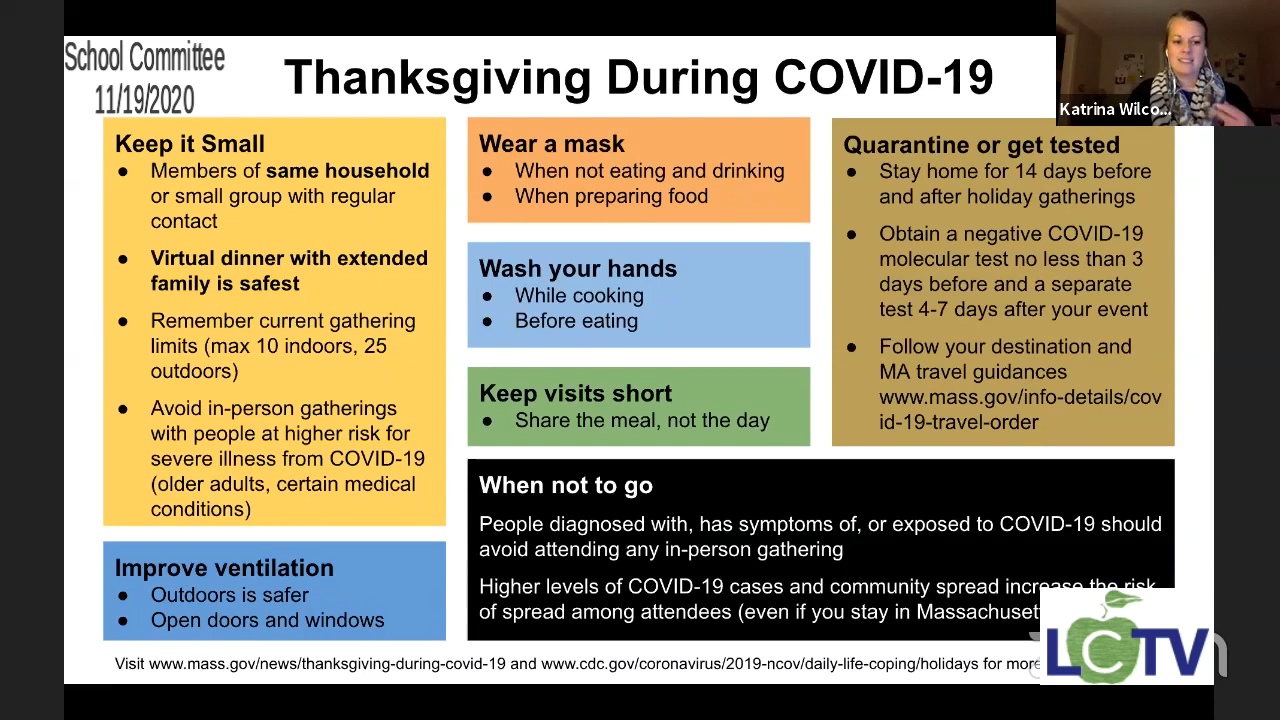 School Committee
11/19/2020
Thanksgiving During COVID-19
Katrina Wilco...
Keep it Small
● Members of same household
or small group with regular
contact
● Virtual dinner with extended
family is safest
● Remember current gathering
limits (max 10 indoors, 25
outdoors)
● Avoid in-person gatherings
with people at higher risk for
severe illness from COVID-19
(older adults, certain medical
conditions)
Improve ventilation
● Outdoors is safer
● Open doors and windows
Wear a mask
● When not eating and drinking
● When preparing food
Wash your hands
● While cooking
● Before eating
Keep visits short
● Share the meal, not the day
Quarantine or get tested
● Stay home for 14 days before
and after holiday gatherings
● Obtain a negative COVID-19
molecular test no less than 3
days before and a separate
test 4-7 days after your event
● Follow your destination and
MA travel guidances
www.mass.gov/info-details/cov
id-19-travel-order
When not to go
People diagnosed with, has symptoms of, or exposed to COVID-19 should
avoid attending any in-person gathering
Higher levels of COVID-19 cases and community spread increase the risk
of spread among attendees (even if you stay in
Visit www.mass.gov/news/thanksgiving-during-covid-19 and www.cdc.gov/coronavirus/2019-ncov/daily-life-coping/holidays for more
LCTV